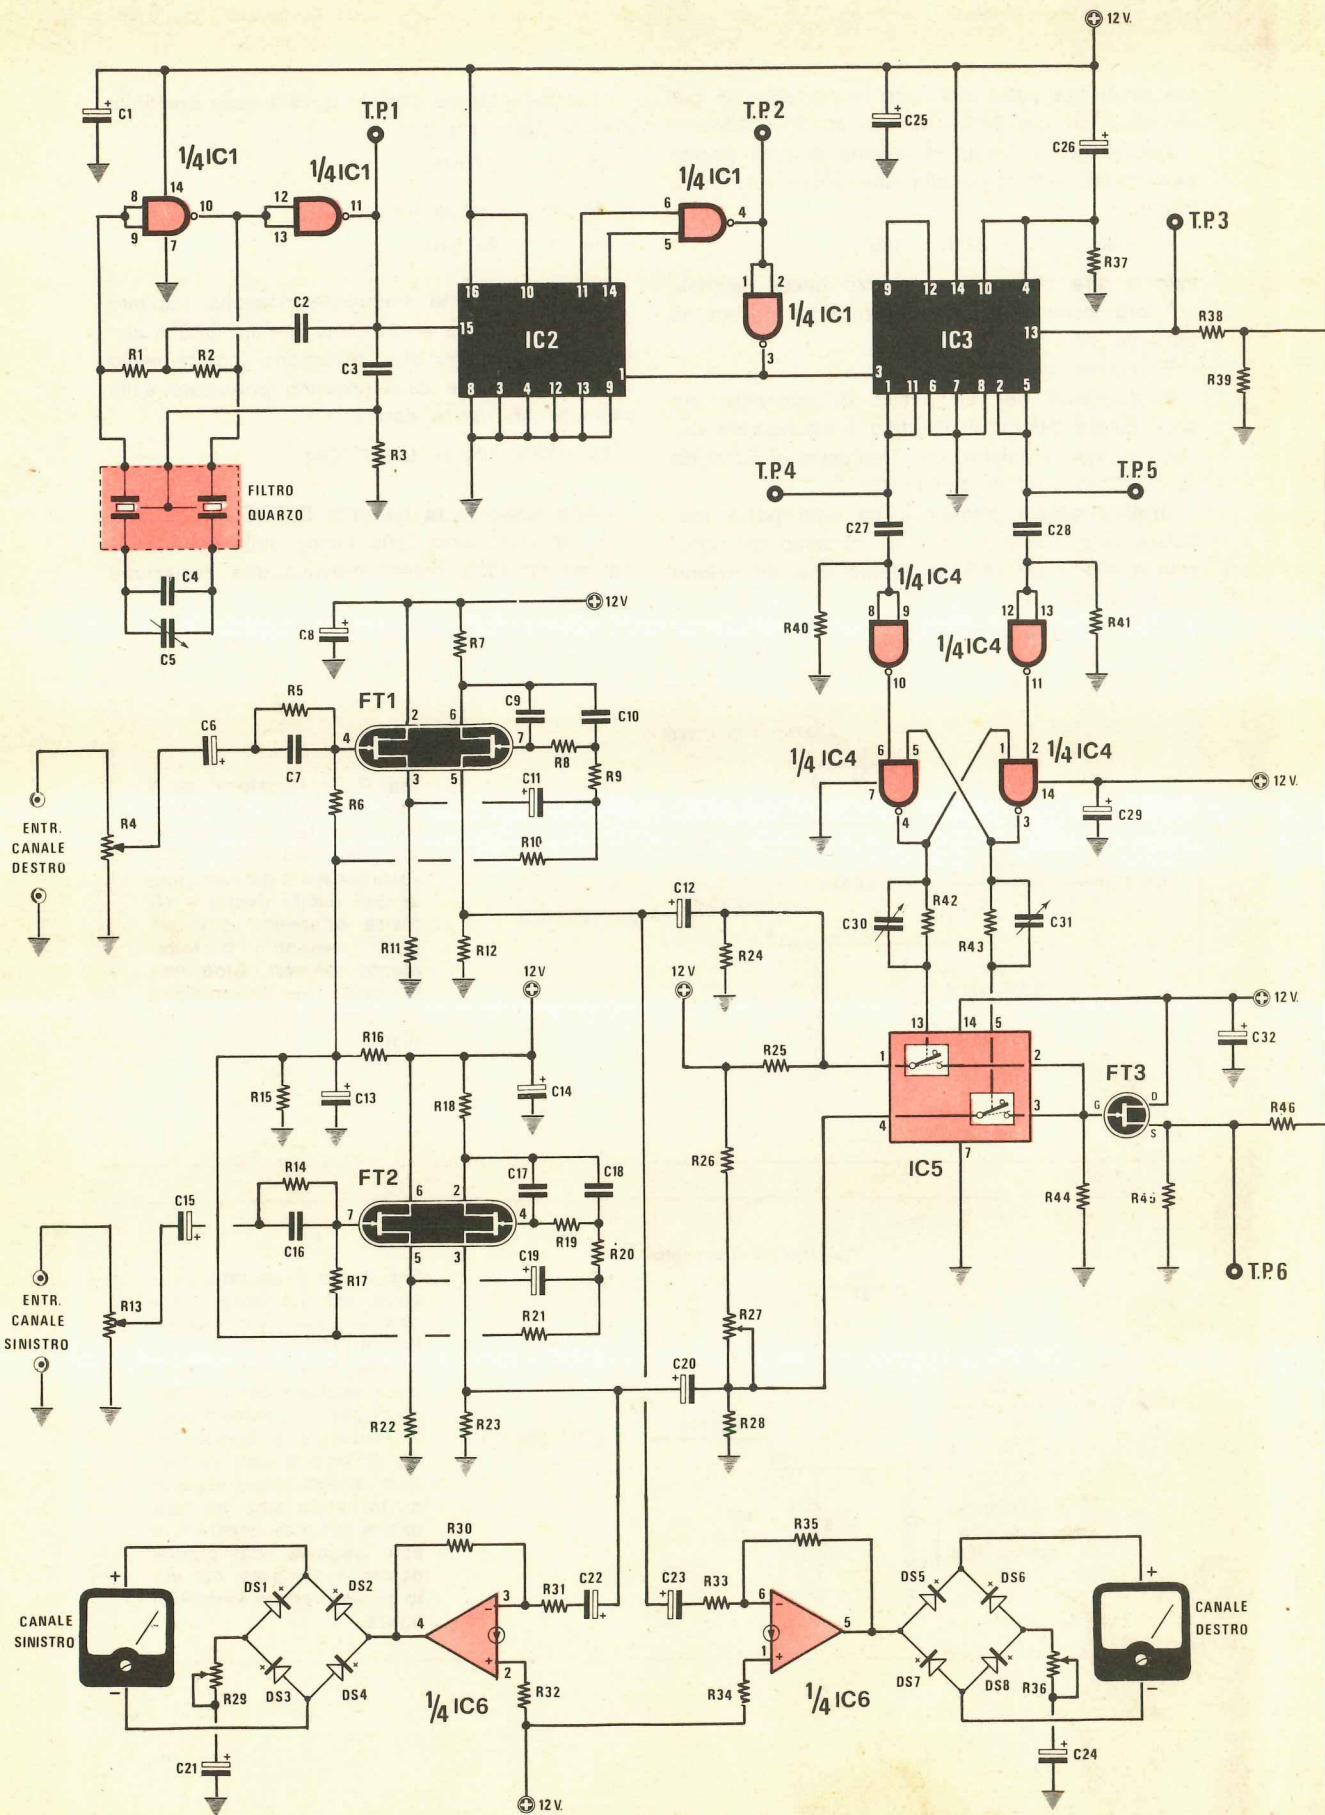 12 V.
C1
T.P.1
T.P.2
C25
C26
1/4 IC1
1/4 IC1
1/4 IC1
T.P.3
8
9
14
10
7
12
13
11
6
5
4
R37
C2
16
10
11
14
1
2
1/4 IC1
3
9
12
14
10
4
15
IC2
1
IC3
13
R38
R1
R2
C3
8
3
4
12
13
9
3
1
11
6
7
8
2
5
R39
R3
T.P.4
T.P.5
FILTRO
QUARZO
C27
C28
C4
C5
1/4 IC4
8
9
12
13
R40
R41
1/4 IC4
10
11
12V
C8
R7
R5
FT1
C9
C10
C6
4
2
6
7
C7
R8
3
5
C11
R9
R6
1/4 IC4
6
5
1
2
1/4 IC4
7
14
12 V.
4
3
C29
ENTR.
CANALE
DESTRO
R4
R10
C12
R42
C30
R43
C31
R11
R12
R24
12 V
12 V
R16
R25
13
14
5
12 V.
C32
1
2
FT3
R15
C13
R18
C14
4
3
G
D
S
R46
IC5
7
R26
R14
FT2
C17
C18
C15
7
6
2
4
C16
R19
5
3
C19
R20
R17
R44
R45
T.P.6
ENTR.
CANALE
SINISTRO
R13
R21
R27
C20
R22
R23
R28
R30
R35
DS1
DS2
3
R31
C22
C23
R33
6
DS5
DS6
CANALE
SINISTRO
+
−
4
−
+
2
5
−
+
1
CANALE
DESTRO
+
−
R29
DS3
DS4
1/4 IC6
R32
R34
1/4 IC6
DS7
DS8
R36
C21
C24
12 V.